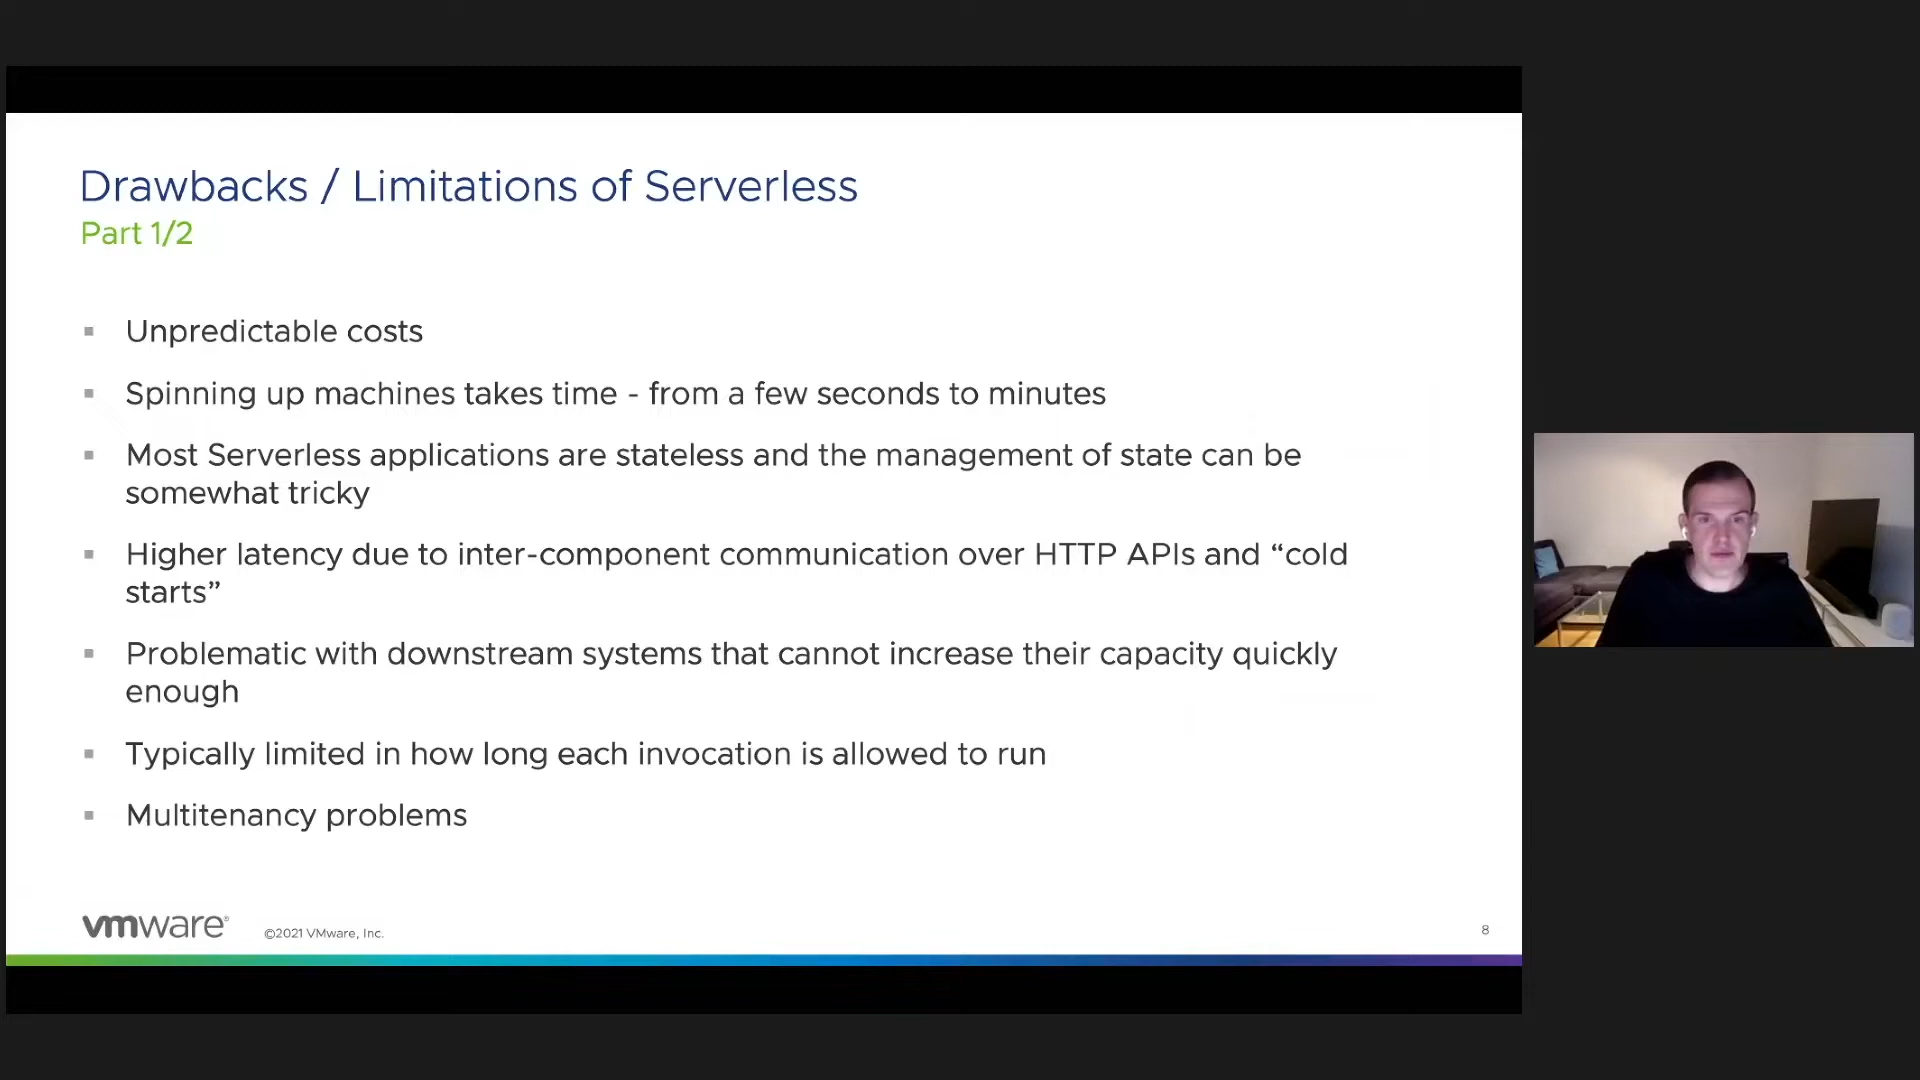 Drawbacks / Limitations of Serverless
Part 1/2
▪ Unpredictable costs
▪ Spinning up machines takes time - from a few seconds to minutes
▪ Most Serverless applications are stateless and the management of state can be
somewhat tricky
▪ Higher latency due to inter-component communication over HTTP APIs and “cold
starts”
▪ Problematic with downstream systems that cannot increase their capacity quickly
enough
▪ Typically limited in how long each invocation is allowed to run
▪ Multitenancy problems
vmware®
©2021 VMware, Inc.
8